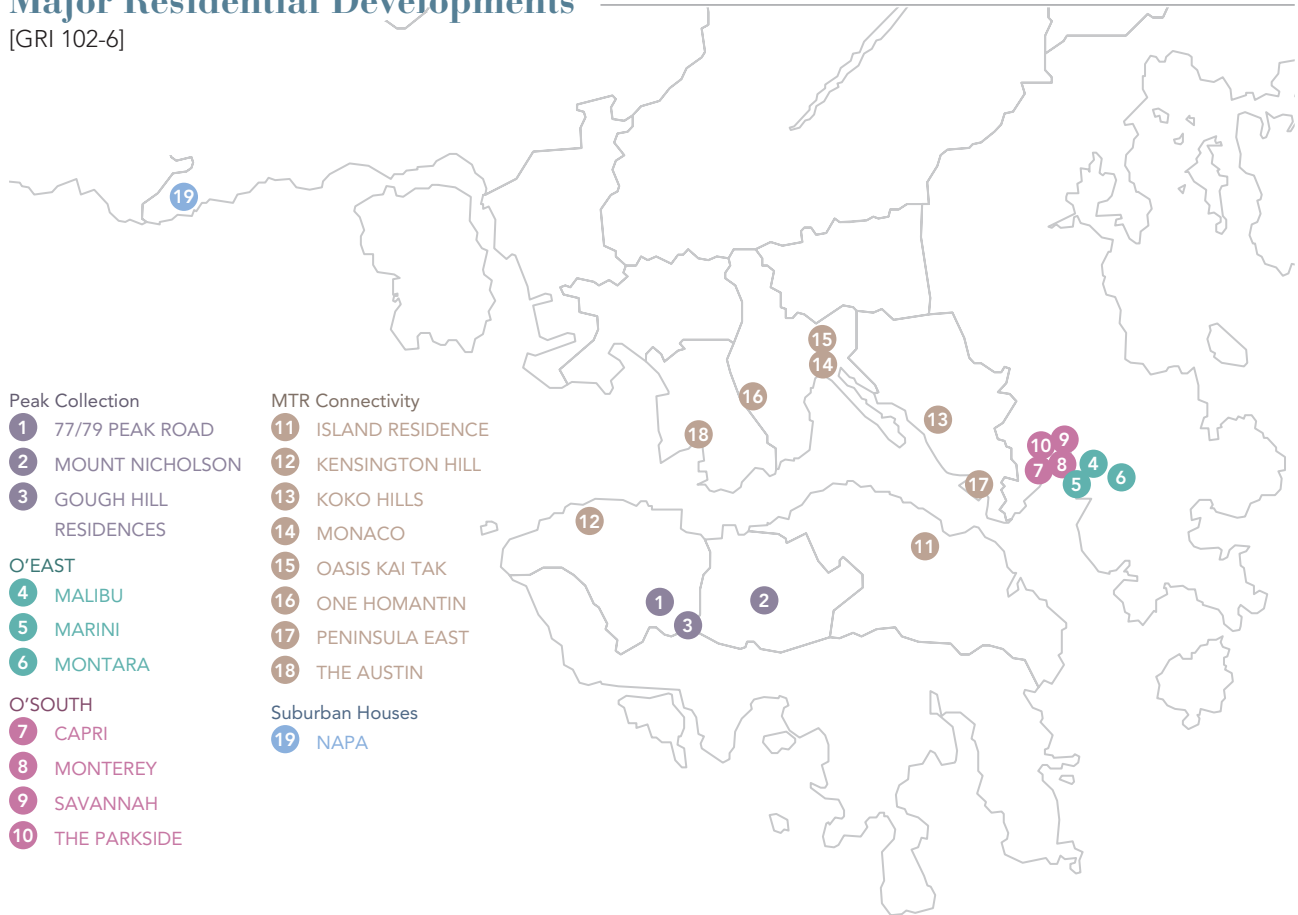 Major Residential Developments
[GRI 102-6]
Peak Collection
1 77/79 PEAK ROAD
2 MOUNT NICHOLSON
3 GOUGH HILL
RESIDENCES
O'EAST
4 MALIBU
5 MARINI
6 MONTARA
O'SOUTH
7 CAPRI
8 MONTEREY
9 SAVANNAH
10 THE PARKSIDE
MTR Connectivity
11 ISLAND RESIDENCE
12 KENSINGTON HILL
13 KOKO HILLS
14 MONACO
15 OASIS KAI TAK
16 ONE HOMANTIN
17 PENINSULA EAST
18 THE AUSTIN
Suburban Houses
19 NAPA
19
15
14
16
13
18
10
9
7
8
4
5
6
17
12
11
1
2
3